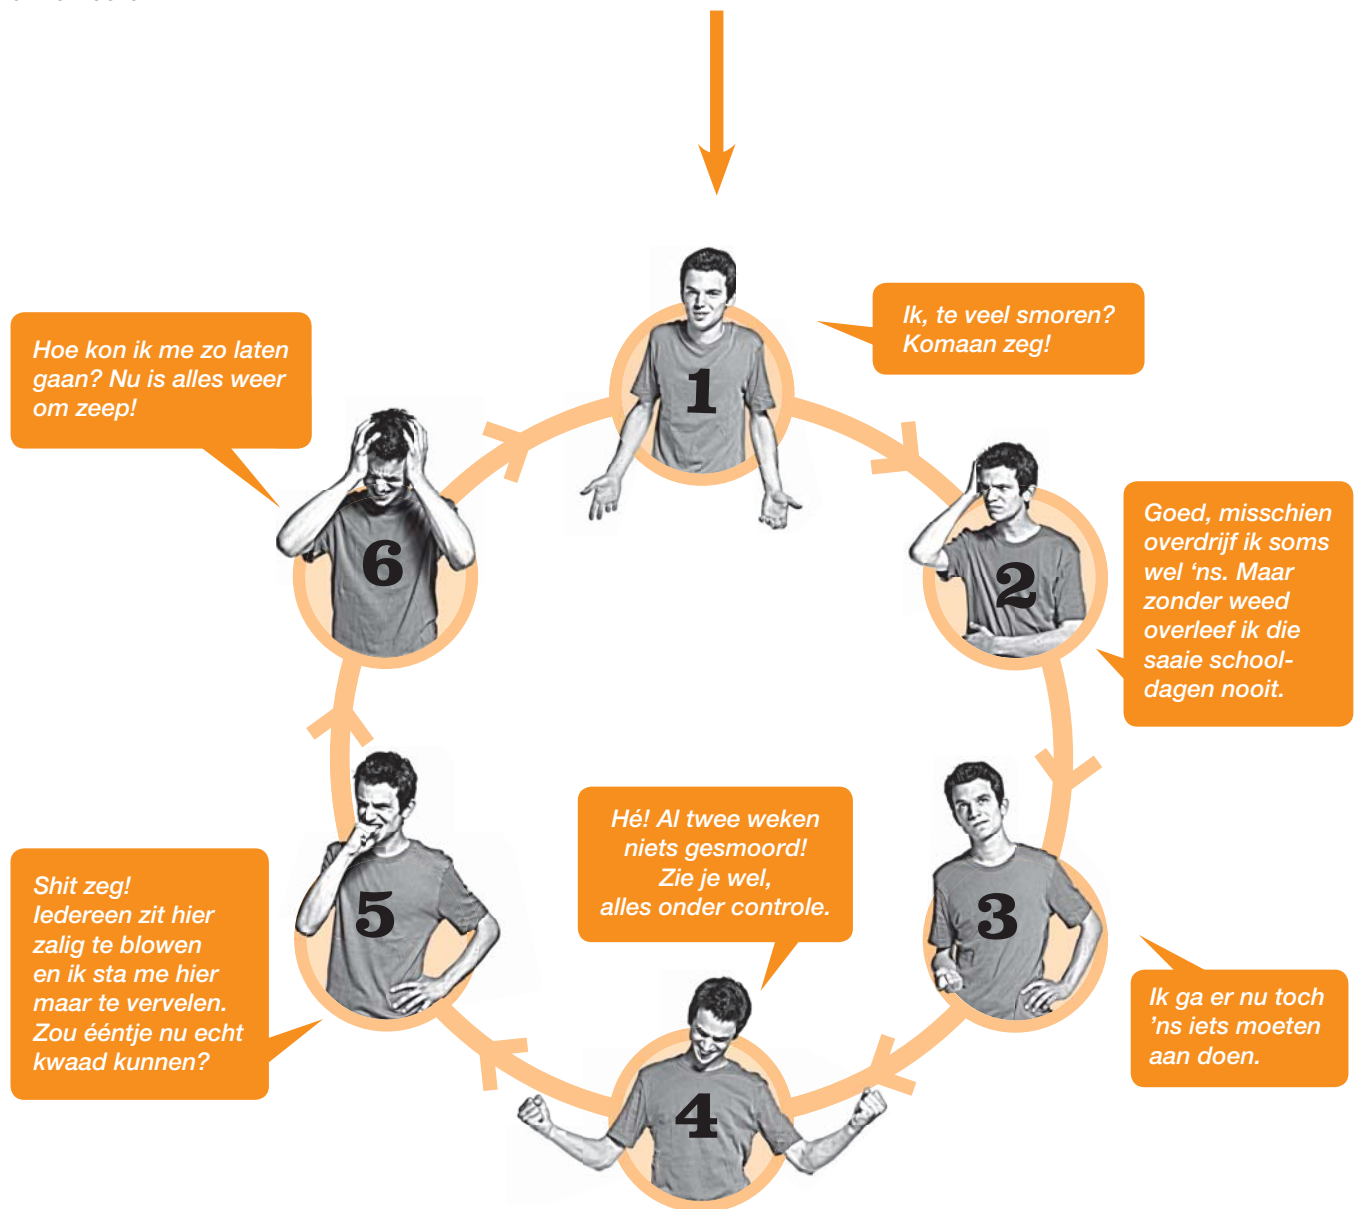 1
Ik, te veel smoren?
Komaan zeg!
2
Goed, misschien
overdrijf ik soms
wel ‘ns. Maar
zonder weed
overleef ik die
saaie school-
dagen nooit.
3
Ik ga er nu toch
’ns iets moeten
aan doen.
4
Hé! Al twee weken
niets gesmoord!
Zie je wel,
alles onder controle.
5
Shit zeg!
Iedereen zit hier
zalig te blowen
en ik sta me hier
maar te vervelen.
Zou ééntje nu echt
kwaad kunnen?
6
Hoe kon ik me zo laten
gaan? Nu is alles weer
om zeep!